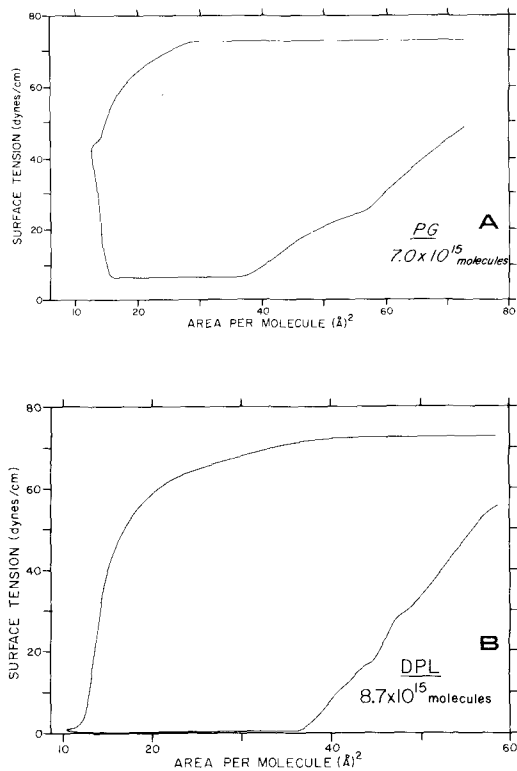 80
60
40
20
0
SURFACE TENSION (dynes/cm)
A
PG
7.0 x 10^15 molecules
10 20 40 60 80
AREA PER MOLECULE (Å)²
80
60
40
20
0
SURFACE TENSION (dynes/cm)
B
DPL
8.7x10^15 molecules
10 20 40 60
AREA PER MOLECULE (Å)²